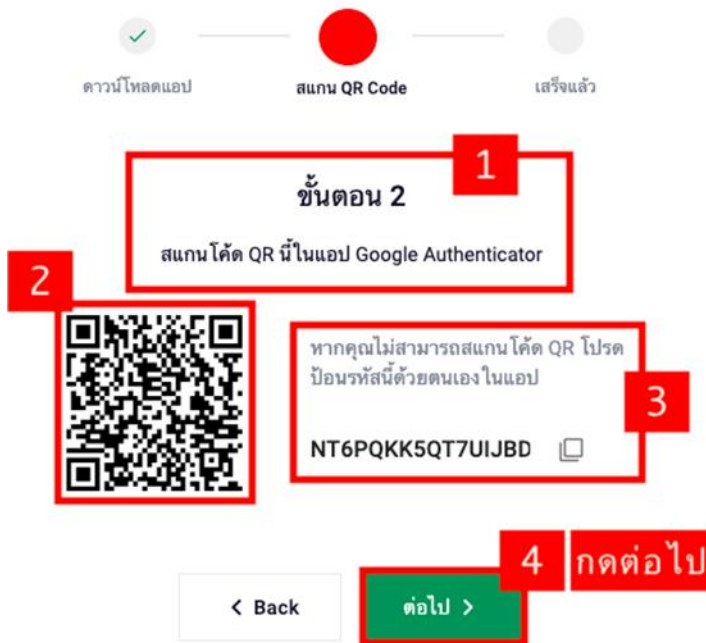 ดาวน์โหลดแอป
สแกน QR Code
เสร็จแล้ว
1
ขั้นตอน 2
สแกนโค้ด QR นี้ในแอป Google Authenticator
2
หากคุณไม่สามารถสแกนโค้ด QR โปรด
ป้อนรหัสนี้ด้วยตนเองในแอป
3
NT6PQKK5QT7UIJBD
4 กดต่อไป
< Back
ต่อไป >